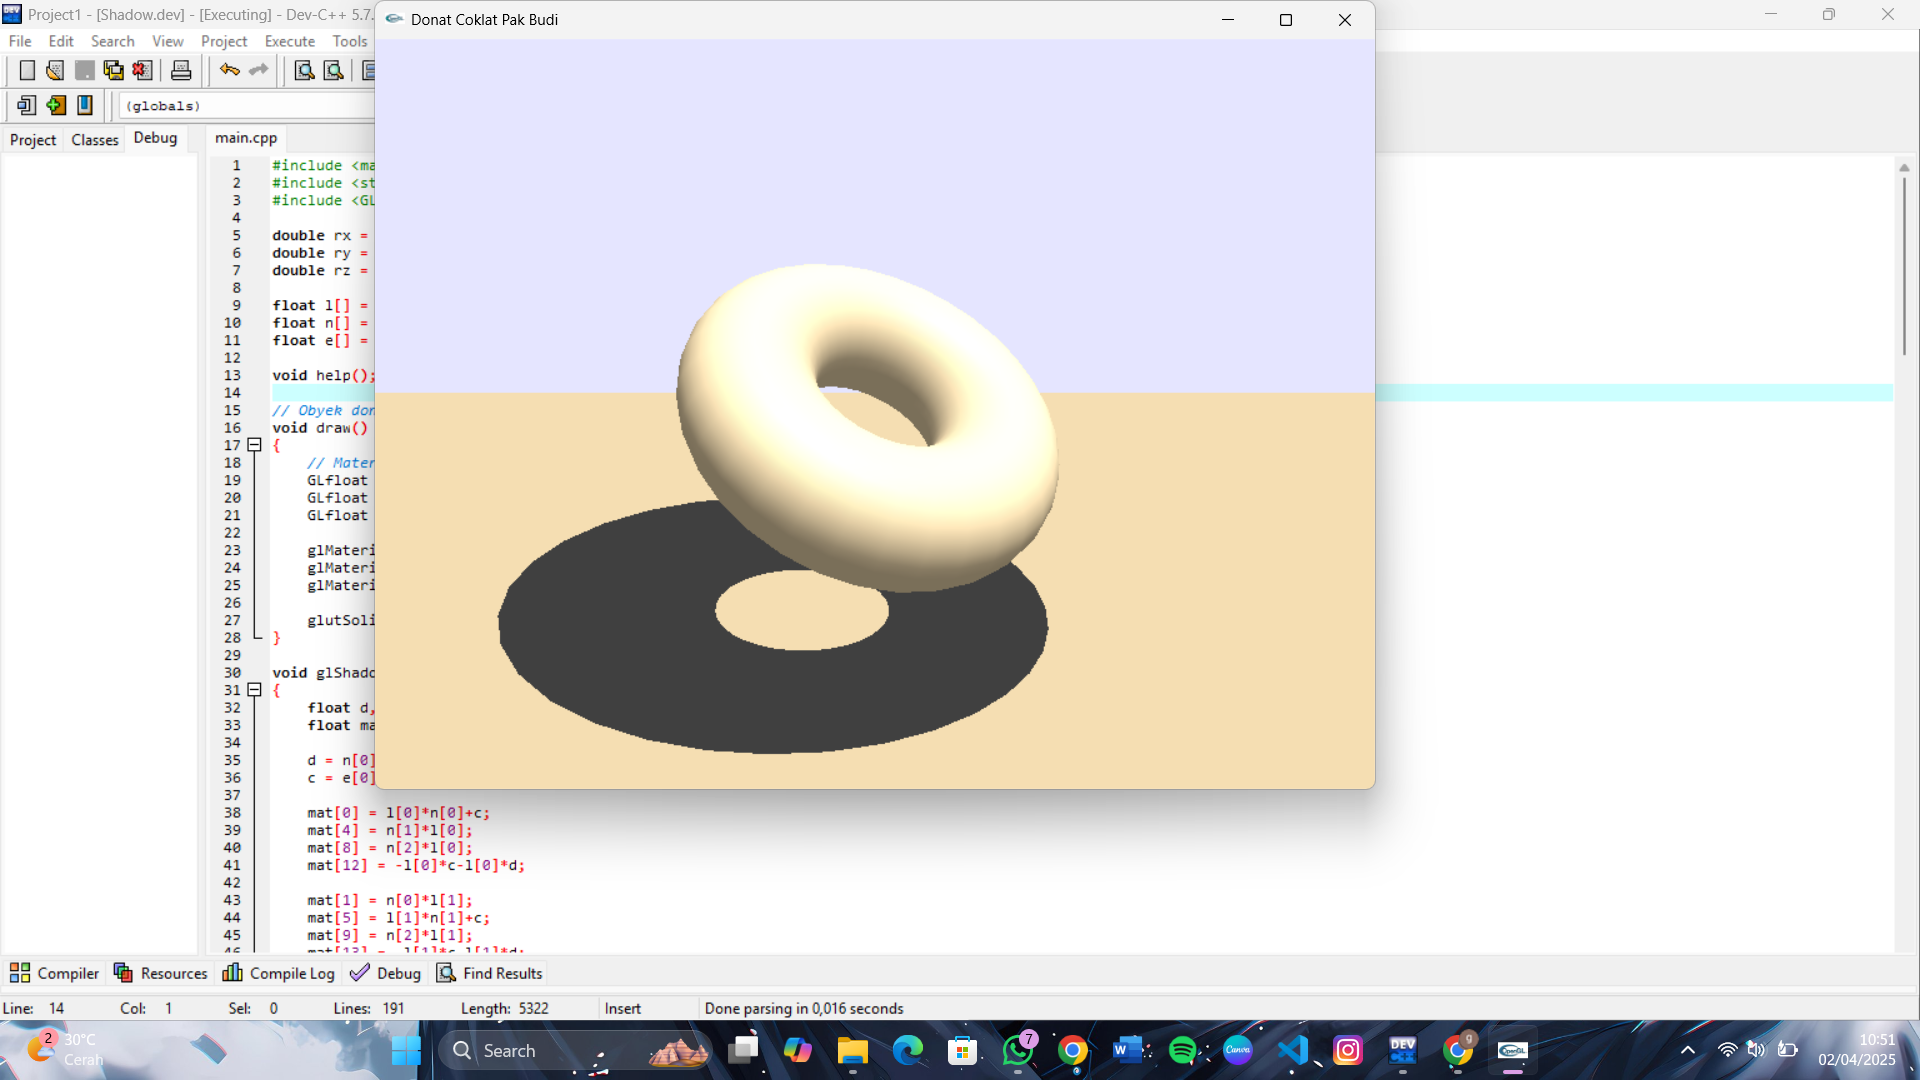 Project1 - [Shadow.dev] - [Executing] - Dev-C++ 5.7.
Donat Coklat Pak Budi
File Edit Search View Project Execute Tools
(globals)
Project Classes Debug
main.cpp
1 #include <ma
2 #include <st
3 #include <GL
4
5 double rx =
6 double ry =
7 double rz =
8
9 float l[] =
10 float n[] =
11 float e[] =
12
13 void help();
14
15 // Obyek don
16 void draw()
17 {
18 // Mater
19 GLfloat
20 GLfloat
21 GLfloat
22
23 glMateri
24 glMateri
25 glMateri
26
27 glutSoli
28 }
29
30 void glShado
31 {
32 float d,
33 float ma
34
35 d = n[0]
36 c = e[0]
37
38 mat[0] = l[0]*n[0]+c;
39 mat[4] = n[1]*l[0];
40 mat[8] = n[2]*l[0];
41 mat[12] = -l[0]*c-l[0]*d;
42
43 mat[1] = n[0]*l[1];
44 mat[5] = l[1]*n[1]+c;
45 mat[9] = n[2]*l[1];
46 mat[13] = -l[1]*c-l[1]*d;
Compiler Resources Compile Log Debug Find Results
Line: 14 Col: 1 Sel: 0 Lines: 191 Length: 5322 Insert Done parsing in 0,016 seconds
2
30°C
Cerah
Search
7
Canva
DEV
C++
9
OpenGL
10:51
02/04/2025